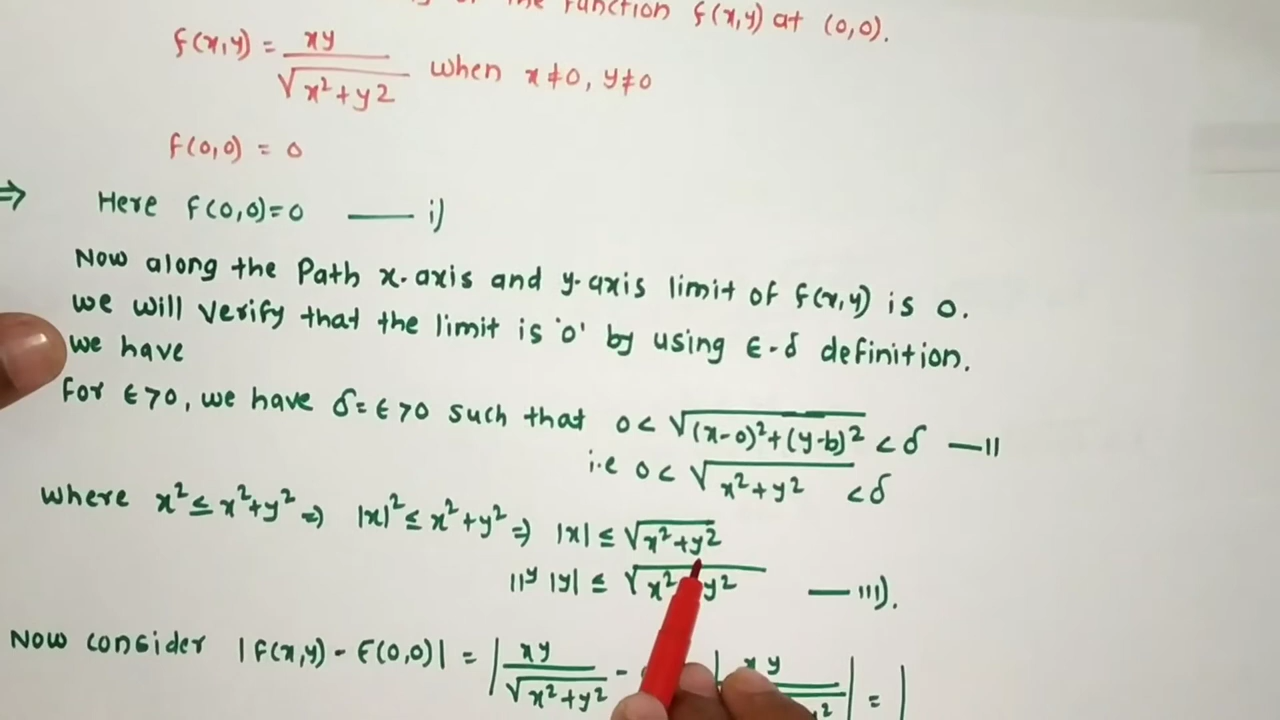 of the function f(x,y) at (0,0).
f(x,y) = xy / √x²+y² when x≠0, y≠0
f(0,0) = 0
⇒ Here f(0,0)=0 —— i)
Now along the Path x-axis and y-axis limit of f(x,y) is 0.
we will verify that the limit is '0' by using ϵ-δ definition.
we have
For ϵ>0, we have δ=ϵ>0 such that 0 < √(x-0)²+(y-b)² < δ —II
i.e 0 < √x²+y² < δ
where x² ≤ x²+y² ⇒ |x|² ≤ x²+y² ⇒ |x| ≤ √x²+y²
||y |y| ≤ √x² y² — III).
Now consider |f(x,y) - f(0,0)| = | xy / √x²+y² - | xy / y² | = |